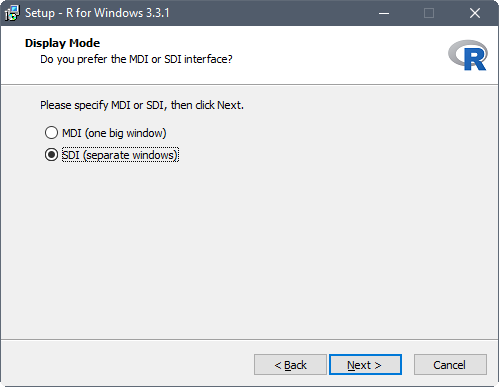 Setup - R for Windows 3.3.1
Display Mode
Do you prefer the MDI or SDI interface?
R
Please specify MDI or SDI, then click Next.
MDI (one big window)
SDI (separate windows)
< Back
Next >
Cancel